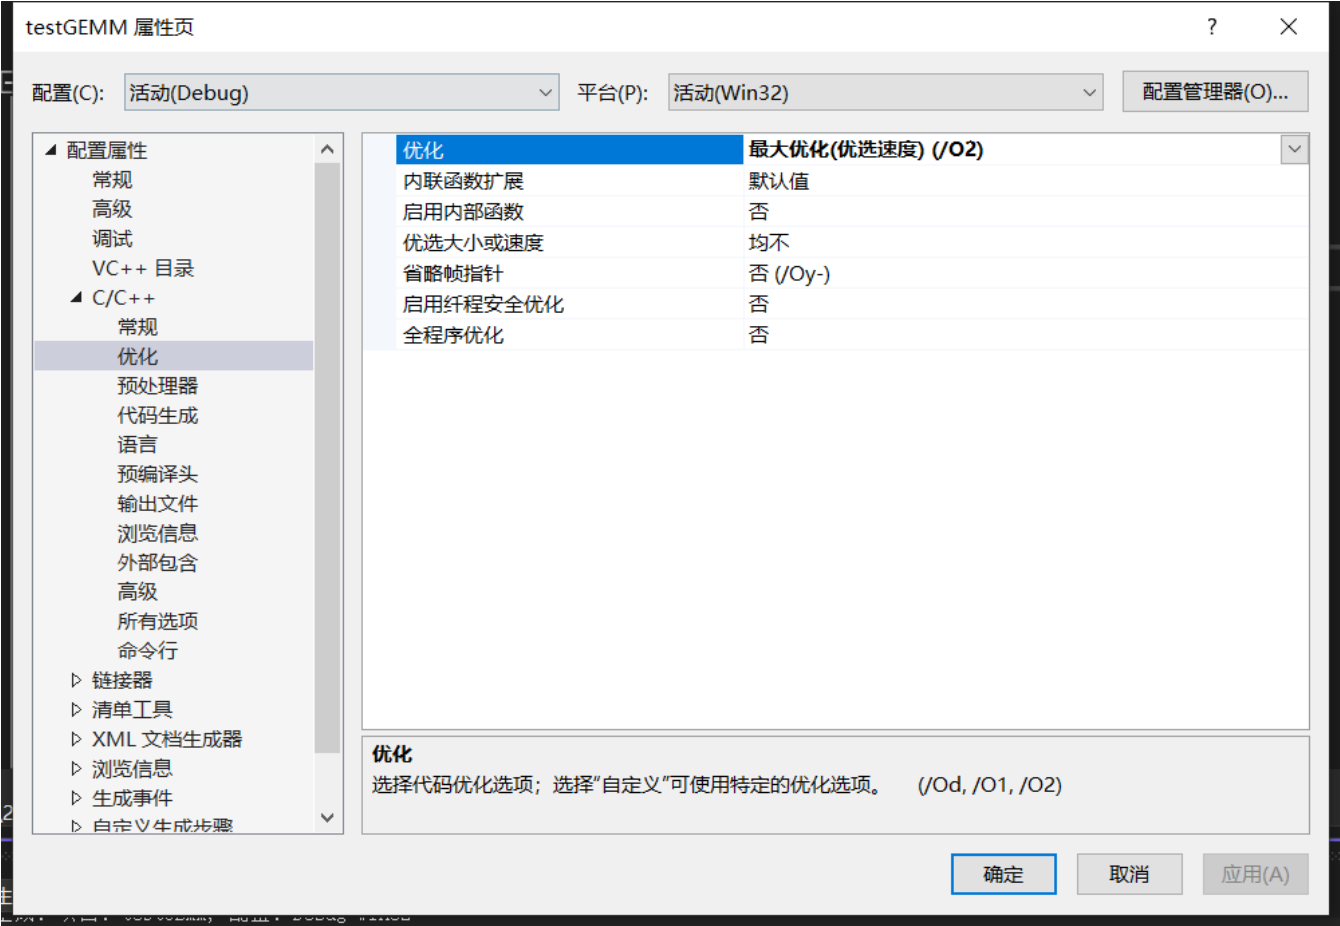 testGEMM 属性页
?
配置(C): 活动(Debug) 平台(P): 活动(Win32) 配置管理器(O)...
配置属性
常规
高级
调试
VC++ 目录
C/C++
常规
优化
预处理器
代码生成
语言
预编译头
输出文件
浏览信息
外部包含
高级
所有选项
命令行
链接器
清单工具
XML 文档生成器
浏览信息
生成事件
自定义生成步骤
优化 最大优化(优选速度) (/O2)
内联函数扩展 默认值
启用内部函数 否
优选大小或速度 均不
省略帧指针 否 (/Oy-)
启用纤程安全优化 否
全程序优化 否
优化
选择代码优化选项；选择“自定义”可使用特定的优化选项。 (/Od, /O1, /O2)
确定 取消 应用(A)